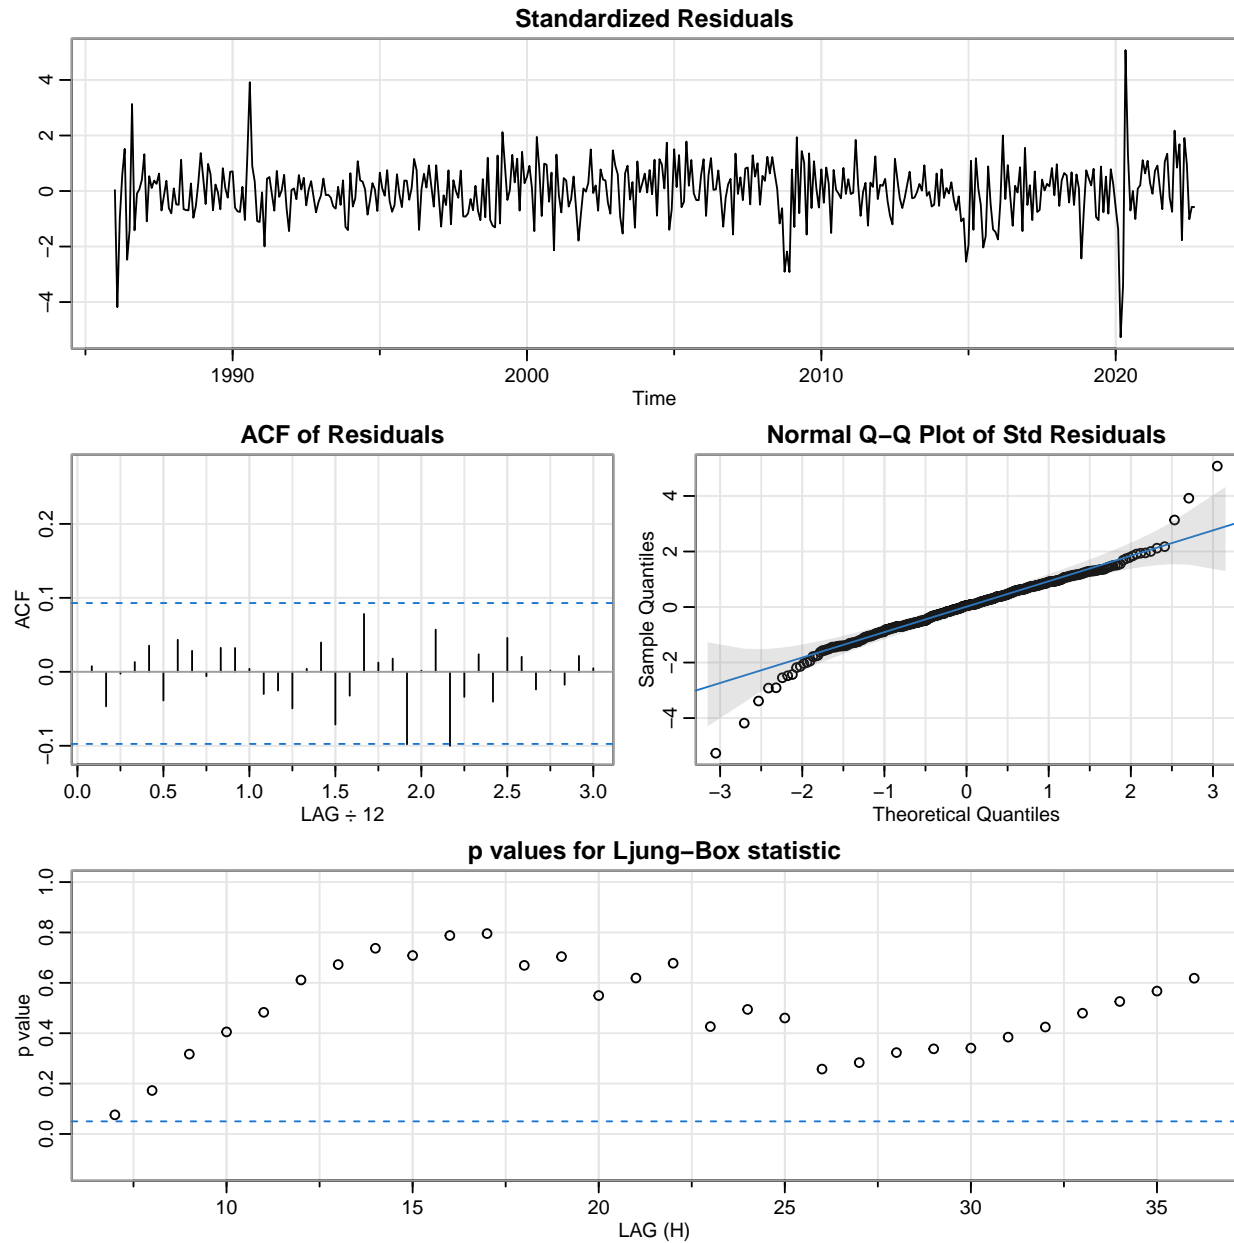 Standardized Residuals
4
2
0
−2
−4
1990 2000 2010 2020
Time
ACF of Residuals
ACF
0.2
0.1
0.0
−0.1
0.0 0.5 1.0 1.5 2.0 2.5 3.0
LAG ÷ 12
Normal Q−Q Plot of Std Residuals
Sample Quantiles
4
2
0
−2
−4
−3 −2 −1 0 1 2 3
Theoretical Quantiles
p values for Ljung−Box statistic
p value
1.0
0.8
0.6
0.4
0.2
0.0
10 15 20 25 30 35
LAG (H)